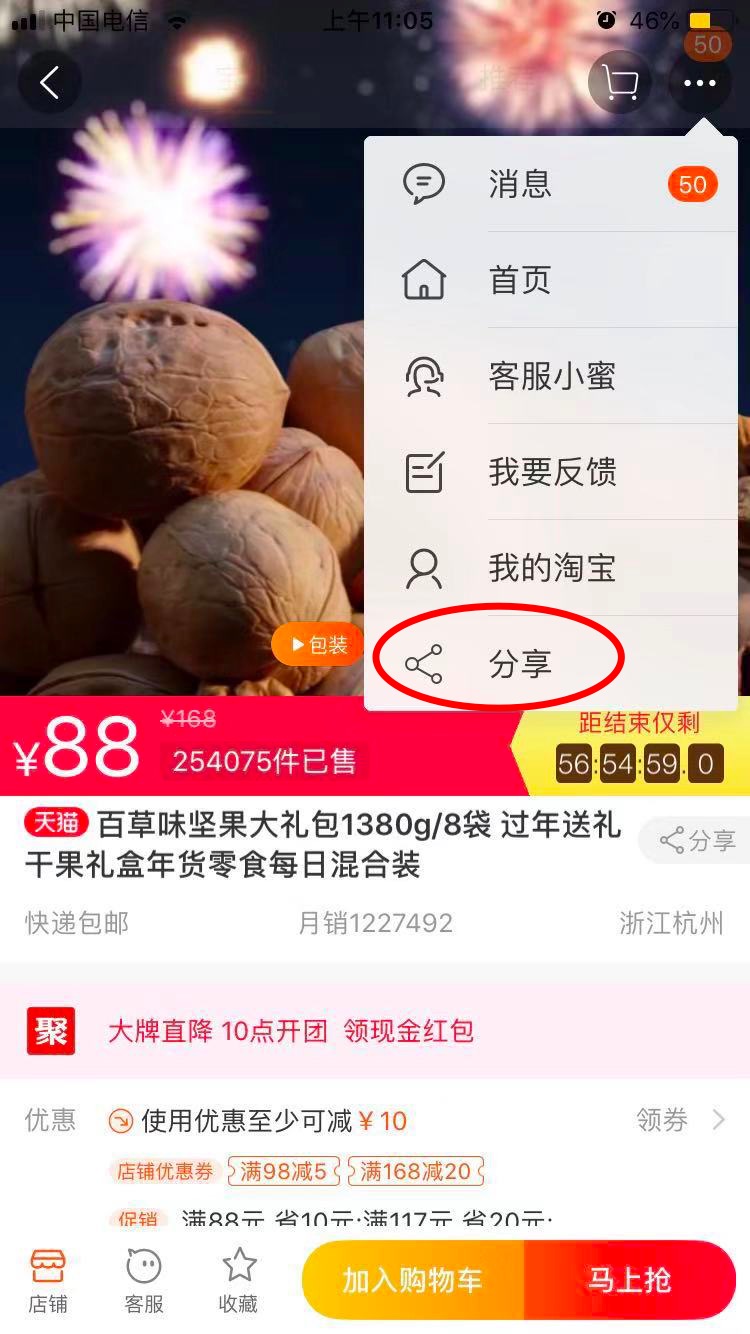 中国电信 上午11:05 46%
50
消息 50
首页
客服小蜜
我要反馈
我的淘宝
分享
包装
¥88 ¥168
254075件已售
距结束仅剩
56:54:59.0
天猫 百草味坚果大礼包1380g/8袋 过年送礼
干果礼盒年货零食每日混合装
分享
快递包邮 月销1227492 浙江杭州
聚 大牌直降 10点开团 领现金红包
优惠 使用优惠至少可减¥10 领券
店铺优惠券 满98减5 满168减20
促销 满88元,省10元;满117元,省20元;
店铺 客服 收藏 加入购物车 马上抢